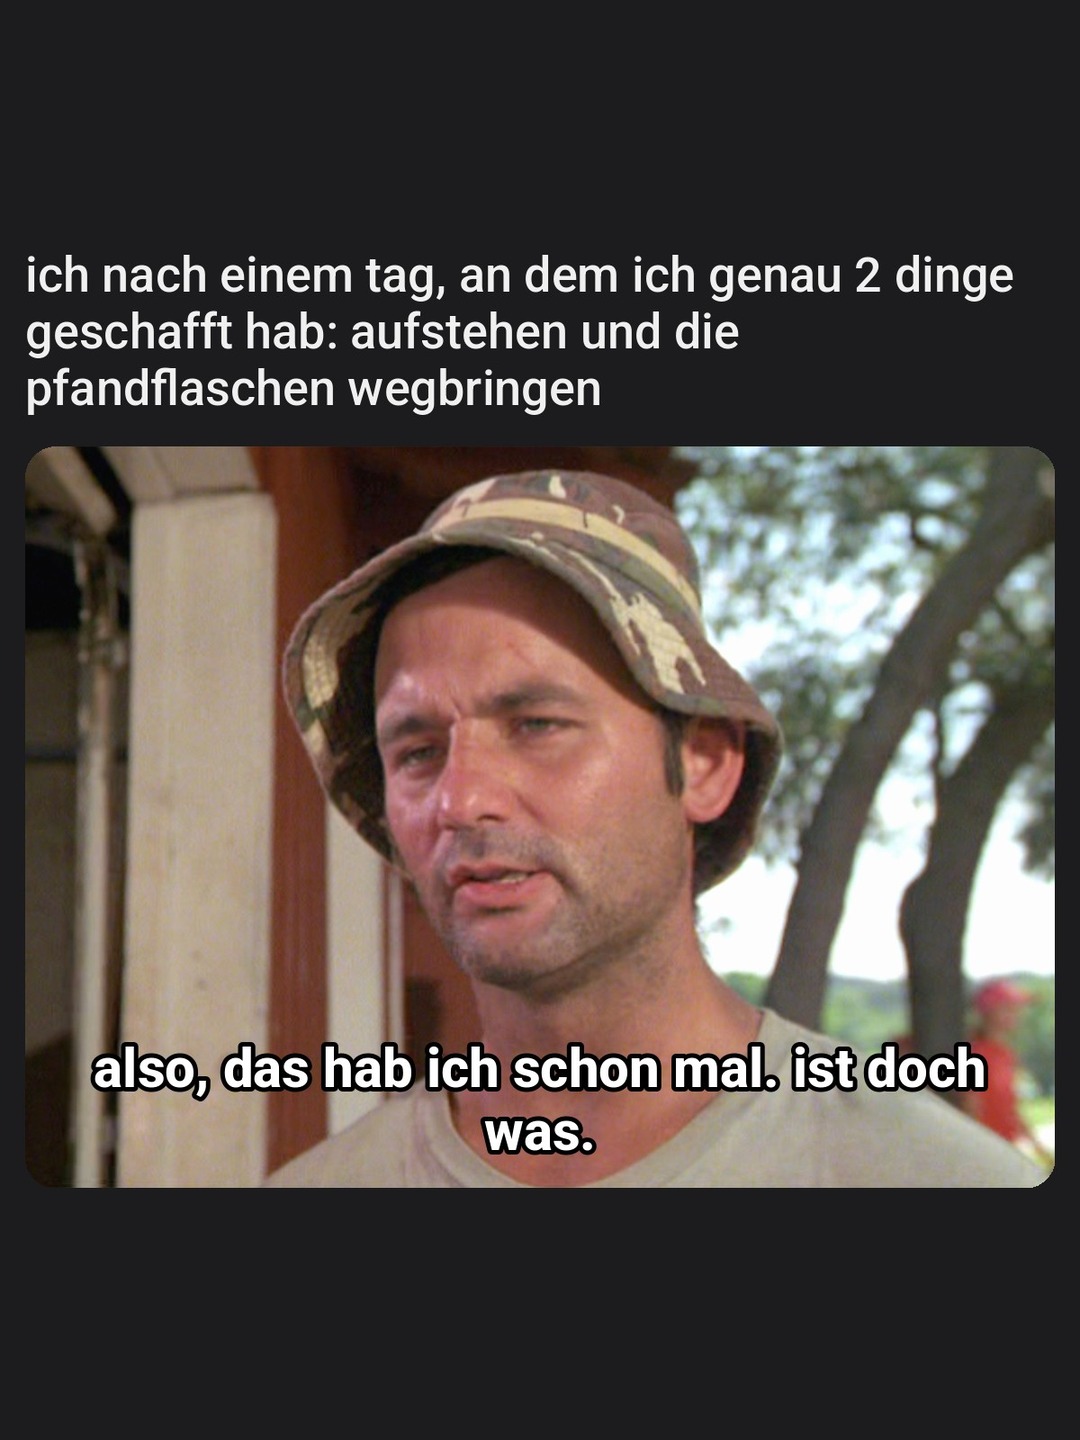 ich nach einem tag, an dem ich genau 2 dinge
geschafft hab: aufstehen und die
pfandflaschen wegbringen
also, das hab ich schon mal. ist doch
was.